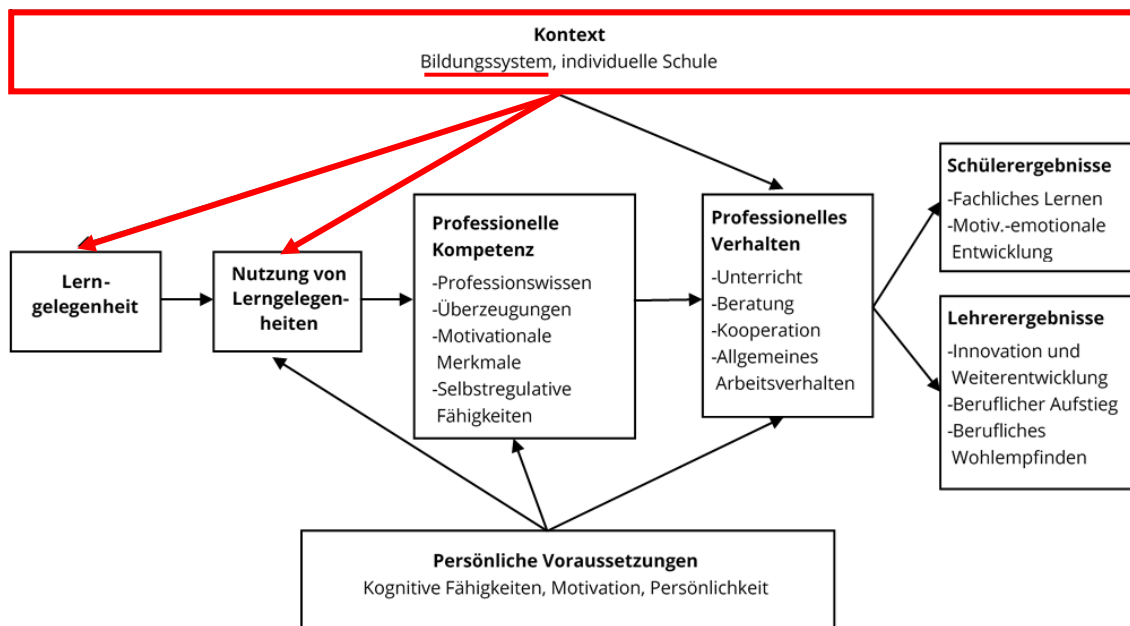 Kontext
Bildungssystem, individuelle Schule
Lern-
gelegenheit
Nutzung von
Lerngelegen-
heiten
Professionelle
Kompetenz
-Professionswissen
-Überzeugungen
-Motivationale
Merkmale
-Selbstregulative
Fähigkeiten
Professionelles
Verhalten
-Unterricht
-Beratung
-Kooperation
-Allgemeines
Arbeitsverhalten
Schülerergebnisse
-Fachliches Lernen
-Motiv.-emotionale
Entwicklung
Lehrerergebnisse
-Innovation und
Weiterentwicklung
-Beruflicher Aufstieg
-Berufliches
Wohlempfinden
Persönliche Voraussetzungen
Kognitive Fähigkeiten, Motivation, Persönlichkeit